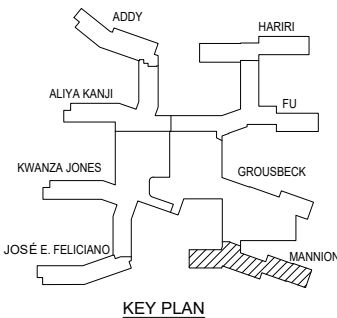 ADDY
HARIRI
ALIYA KANJI
FU
KWANZA JONES
GROUSBECK
JOSÉ E. FELICIANO
MANNION
KEY PLAN